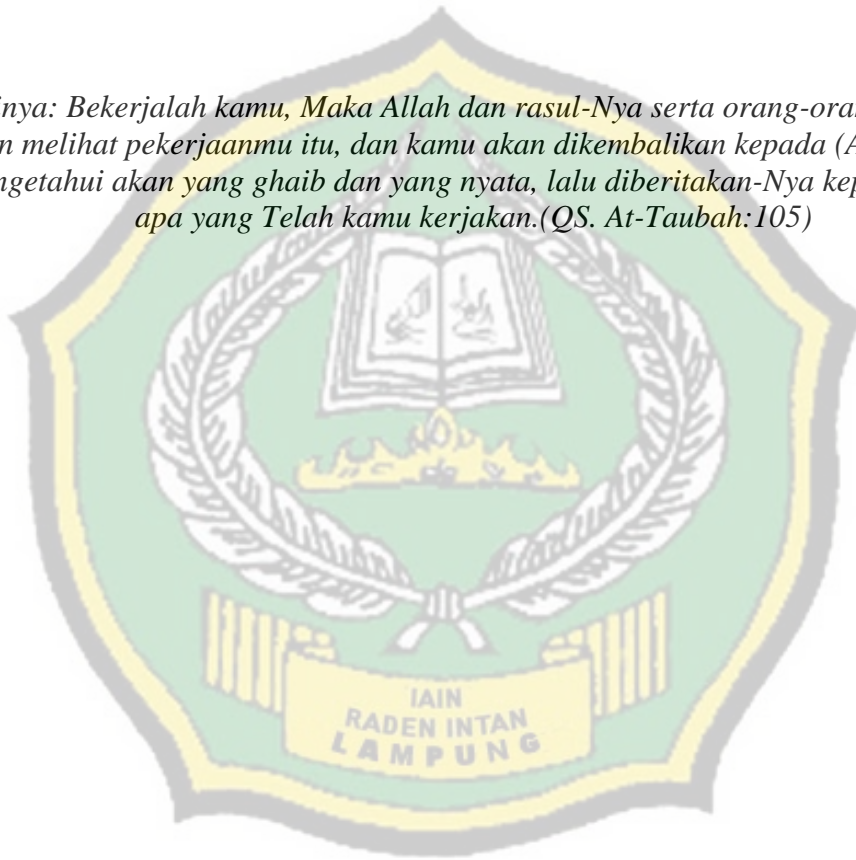 nya: Bekerjalah kamu, Maka Allah dan rasul-Nya serta orang-ora
n melihat pekerjaanmu itu, dan kamu akan dikembalikan kepada (A
ngetahui akan yang ghaib dan yang nyata, lalu diberitakan-Nya kep
apa yang Telah kamu kerjakan.(QS. At-Taubah:105)
IAIN
RADEN INTAN
LAMPUNG